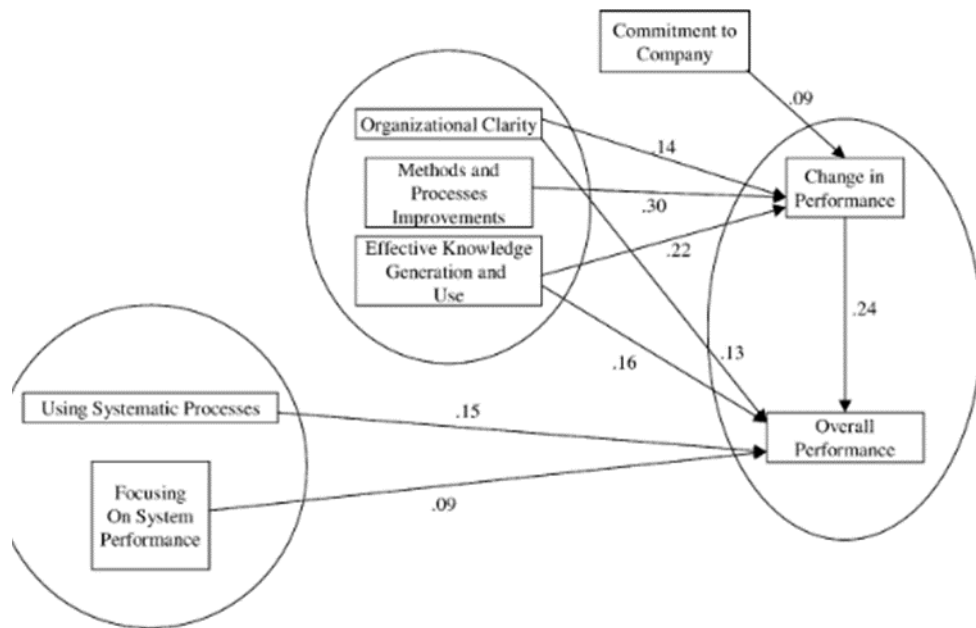 Commitment to
Company
.09
Organizational Clarity
.14
Methods and
Processes
Improvements
.30
Change in
Performance
Effective Knowledge
Generation and
Use
.22
.24
.16
.13
Using Systematic Processes
.15
Overall
Performance
Focusing
On System
Performance
.09